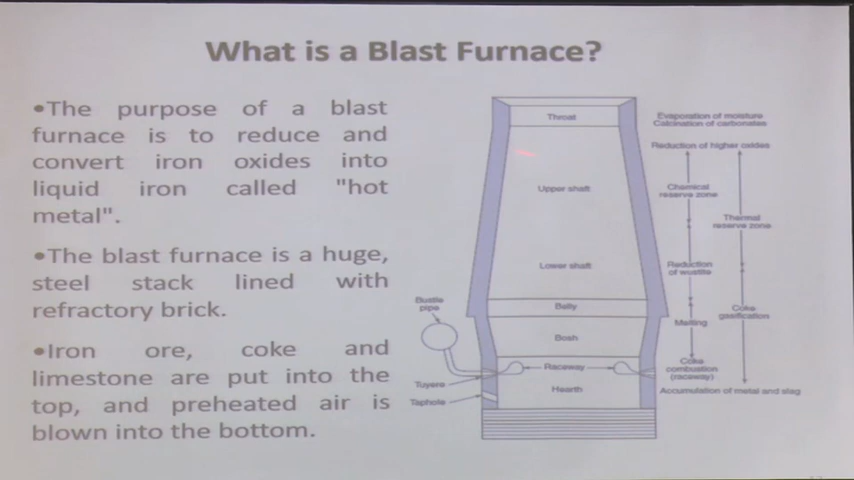 What is a Blast Furnace?
•The purpose of a blast
furnace is to reduce and
convert iron oxides into
liquid iron called "hot
metal".
•The blast furnace is a huge,
steel stack lined with
refractory brick.
•Iron ore, coke and
limestone are put into the
top, and preheated air is
blown into the bottom.
Throat
Upper shaft
Lower shaft
Belly
Bosh
Raceway
Hearth
Bustle
pipe
Tuyere
Taphole
Evaporation of moisture
Calcination of carbonates
Reduction of higher oxides
Chemical
reserve zone
Thermal
reserve zone
Reduction
of wustite
Coke
gasification
Melting
Coke
combustion
(raceway)
Accumulation of metal and slag